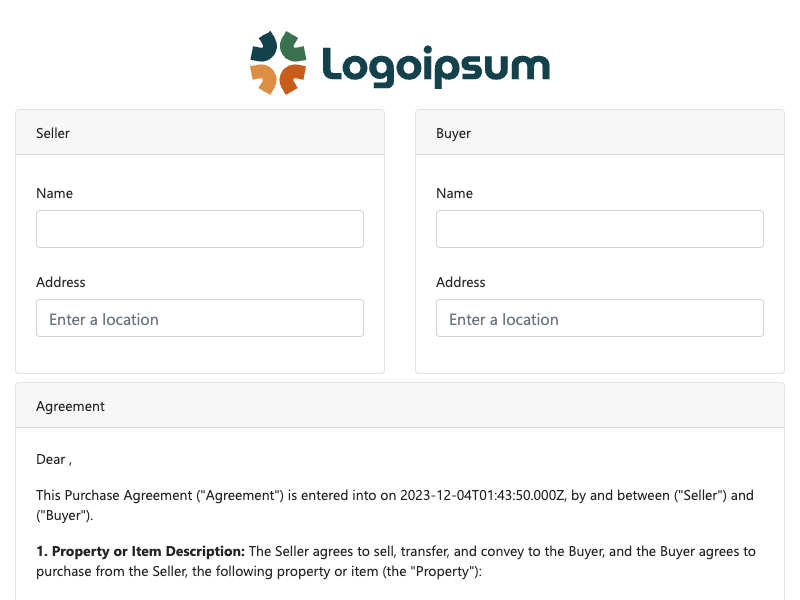 Logoipsum
Seller
Buyer
Name
Name
Address
Address
Enter a location
Enter a location
Agreement
Dear ,
This Purchase Agreement ("Agreement") is entered into on 2023-12-04T01:43:50.000Z, by and between ("Seller") and
("Buyer").
1. Property or Item Description: The Seller agrees to sell, transfer, and convey to the Buyer, and the Buyer agrees to
purchase from the Seller, the following property or item (the "Property"):